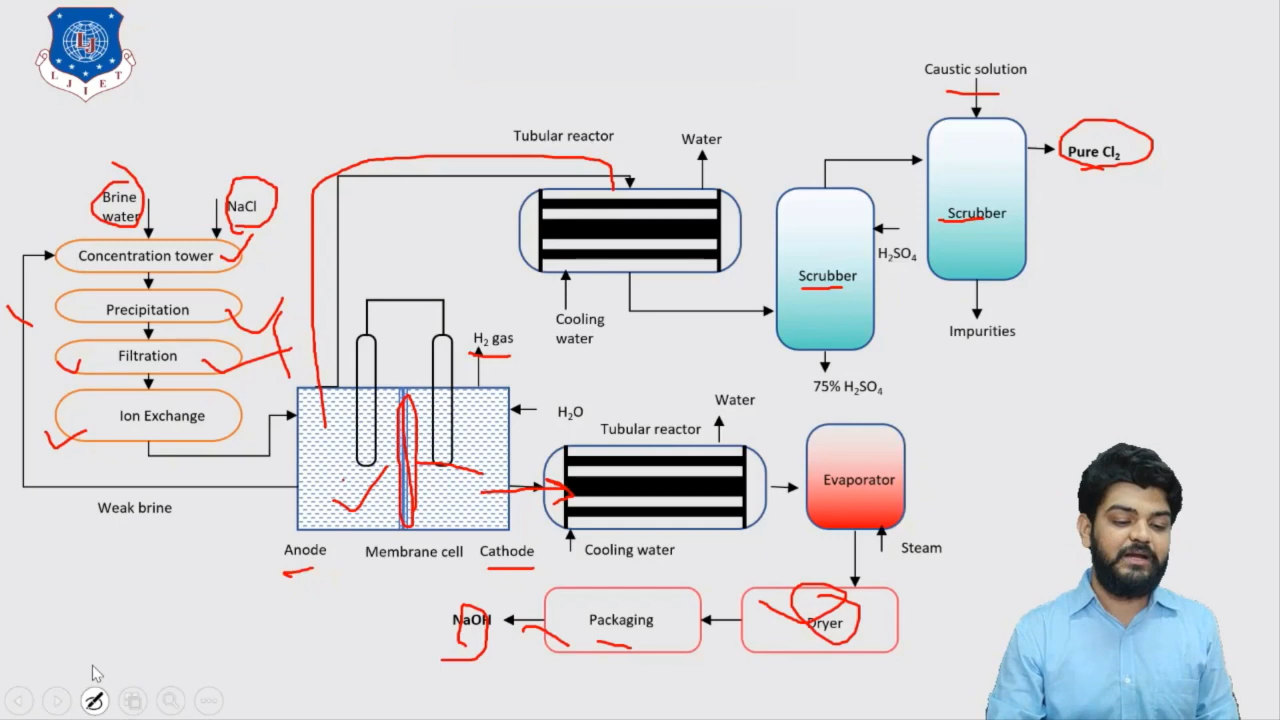 L J I E T
LJ
Caustic solution
Tubular reactor
Water
Pure Cl₂
Brine
water
NaCl
Scrubber
Concentration tower
H₂SO₄
Scrubber
Precipitation
Cooling
water
Impurities
H₂ gas
Filtration
75% H₂SO₄
Water
Ion Exchange
H₂O
Tubular reactor
Evaporator
Weak brine
Anode
Membrane cell
Cathode
Cooling water
Steam
NaOH
Packaging
Dryer